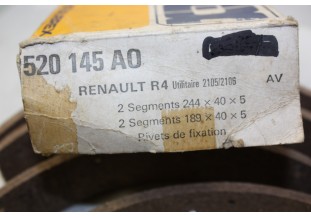 520 145 AO
RENAULT R4 Utilitaire 2105/2106 AV
2 Segments 244 × 40 × 5
2 Segments 189 × 40 × 5
Rivets de fixation